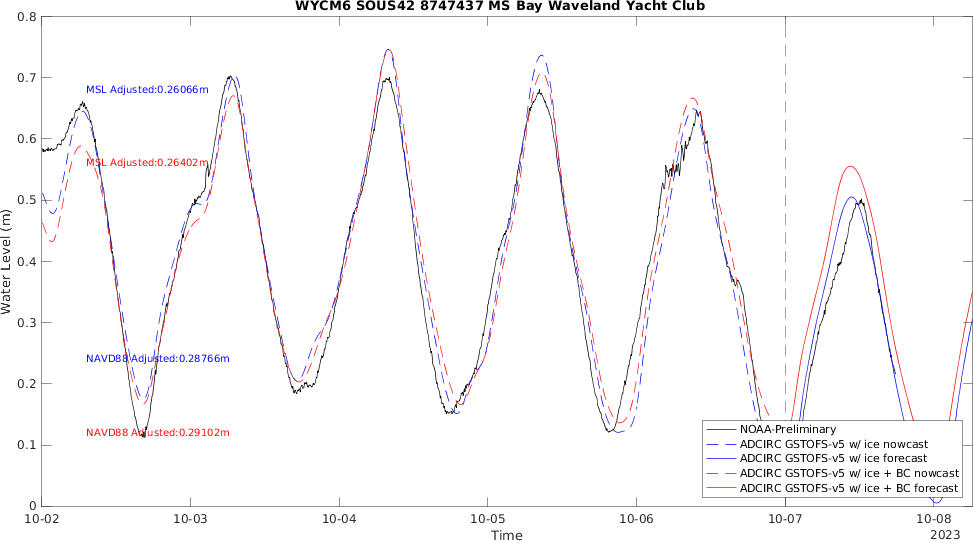 WYCM6 SOUS42 8747437 MS Bay Waveland Yacht Club
0.8
0.7
0.6
0.5
0.4
0.3
0.2
0.1
0
Water Level (m)
MSL Adjusted:0.26066m
MSL Adjusted:0.26402m
NAVD88 Adjusted:0.28766m
NAVD88 Adjusted:0.29102m
NOAA-Preliminary
ADCIRC GSTOFS-v5 w/ ice nowcast
ADCIRC GSTOFS-v5 w/ ice forecast
ADCIRC GSTOFS-v5 w/ ice + BC nowcast
ADCIRC GSTOFS-v5 w/ ice + BC forecast
10-02 10-03 10-04 10-05 10-06 10-07 10-08
Time
2023